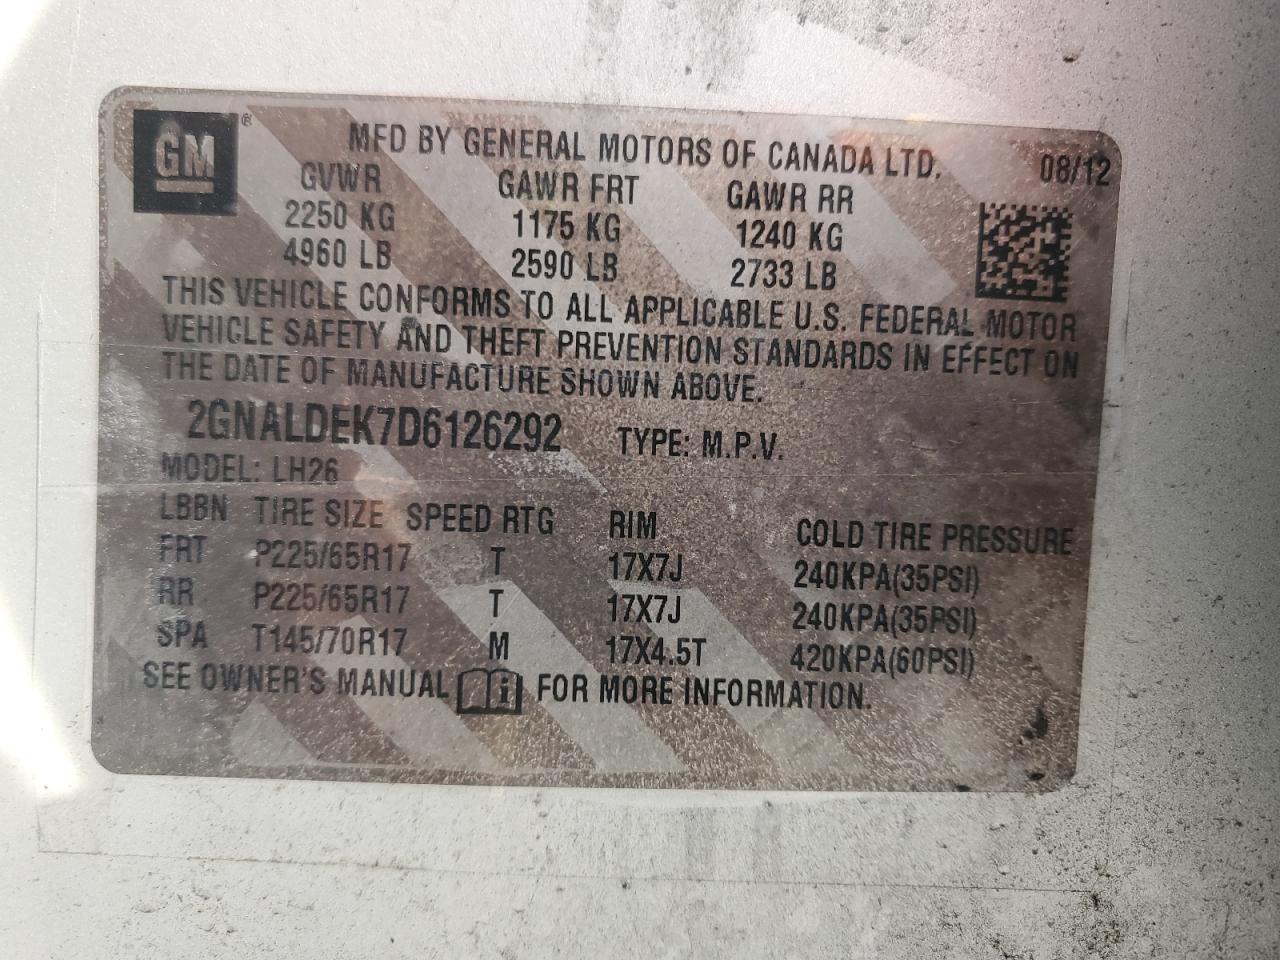 GM ®
MFD BY GENERAL MOTORS OF CANADA LTD. 08/12
GVWR GAWR FRT GAWR RR
2250 KG 1175 KG 1240 KG
4960 LB 2590 LB 2733 LB
THIS VEHICLE CONFORMS TO ALL APPLICABLE U.S. FEDERAL MOTOR
VEHICLE SAFETY AND THEFT PREVENTION STANDARDS IN EFFECT ON
THE DATE OF MANUFACTURE SHOWN ABOVE.
2GNALDEK7D6126292 TYPE: M.P.V.
MODEL: LH26
LBBN TIRE SIZE SPEED RTG RIM COLD TIRE PRESSURE
FRT P225/65R17 T 17X7J 240KPA(35PSI)
RR P225/65R17 T 17X7J 240KPA(35PSI)
SPA T145/70R17 M 17X4.5T 420KPA(60PSI)
SEE OWNER'S MANUAL i FOR MORE INFORMATION.